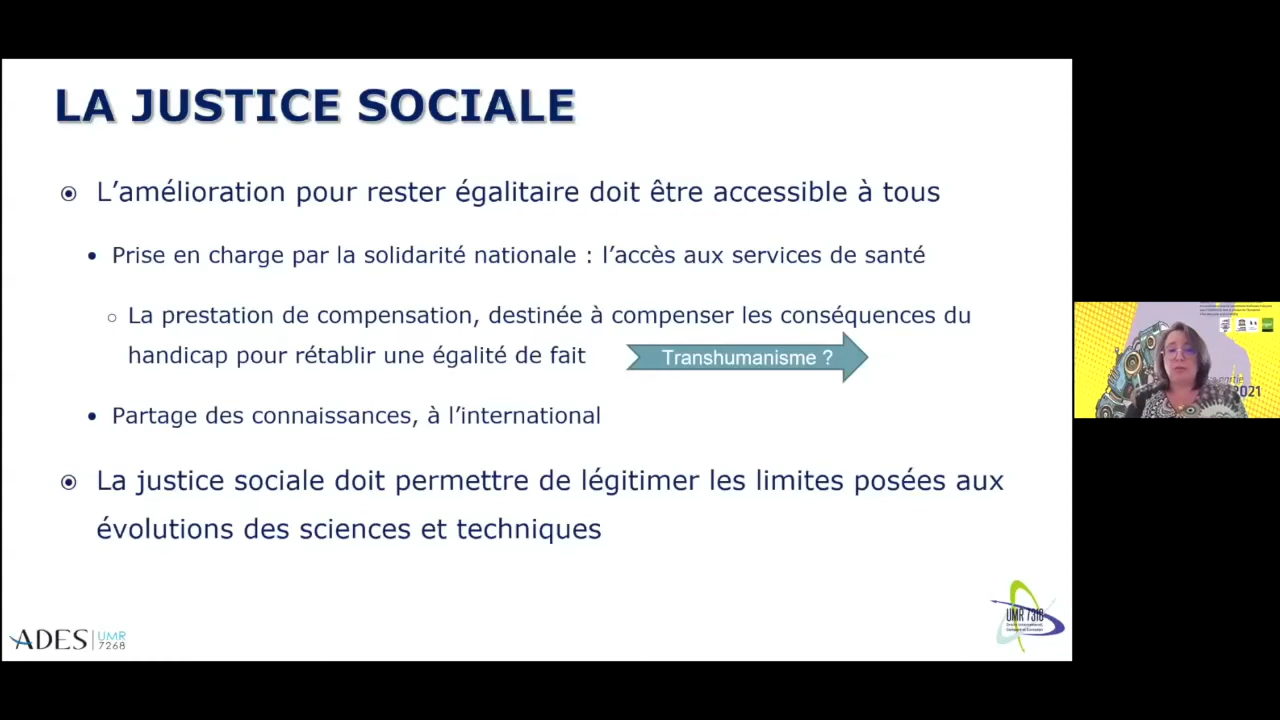 LA JUSTICE SOCIALE
L’amélioration pour rester égalitaire doit être accessible à tous
Prise en charge par la solidarité nationale : l’accès aux services de santé
La prestation de compensation, destinée à compenser les conséquences du
handicap pour rétablir une égalité de fait
Transhumanisme ?
Partage des connaissances, à l’international
La justice sociale doit permettre de légitimer les limites posées aux
évolutions des sciences et techniques
ADES UMR
7268
UMR 7318
partie
2021